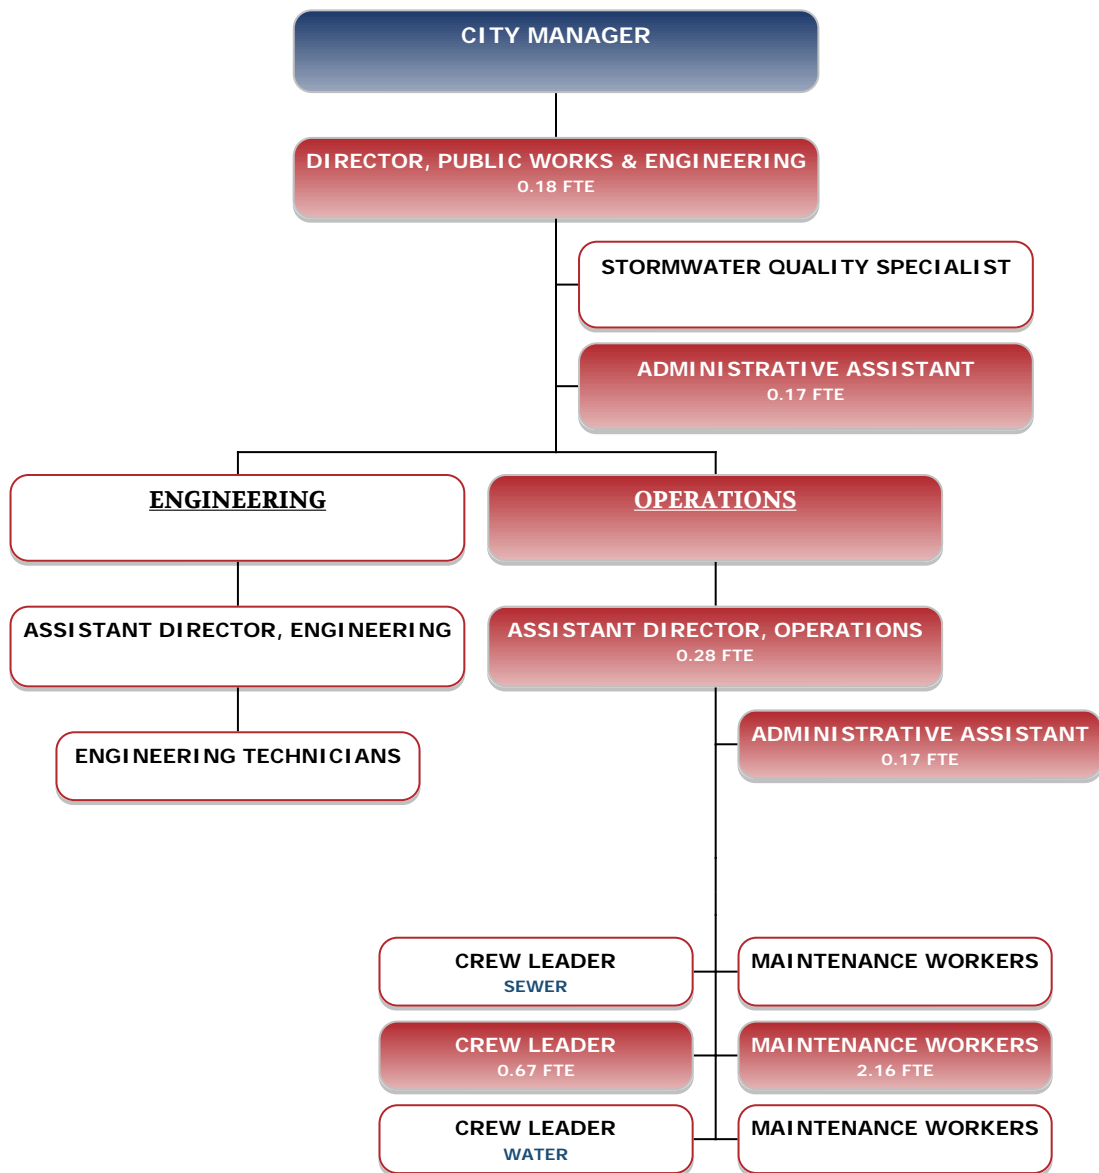 CITY MANAGER
DIRECTOR, PUBLIC WORKS & ENGINEERING
0.18 FTE
STORMWATER QUALITY SPECIALIST
ADMINISTRATIVE ASSISTANT
0.17 FTE
ENGINEERING
OPERATIONS
ASSISTANT DIRECTOR, ENGINEERING
ASSISTANT DIRECTOR, OPERATIONS
0.28 FTE
ENGINEERING TECHNICIANS
ADMINISTRATIVE ASSISTANT
0.17 FTE
CREW LEADER
SEWER
MAINTENANCE WORKERS
CREW LEADER
0.67 FTE
MAINTENANCE WORKERS
2.16 FTE
CREW LEADER
WATER
MAINTENANCE WORKERS